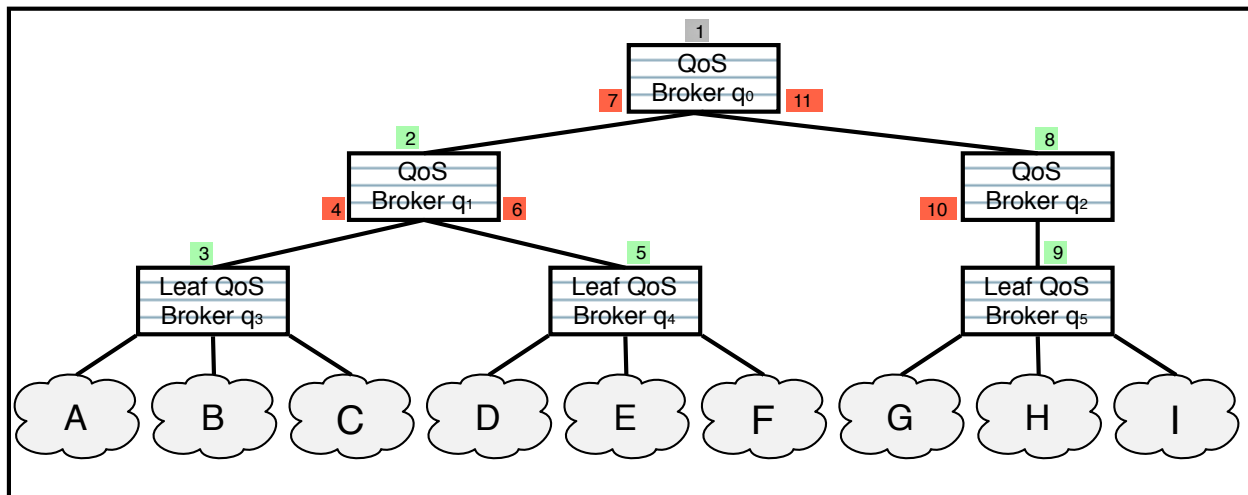 1
QoS
Broker q0
7
11
2
8
QoS
Broker q1
QoS
Broker q2
4
6
10
3
5
9
Leaf QoS
Broker q3
Leaf QoS
Broker q4
Leaf QoS
Broker q5
A
B
C
D
E
F
G
H
I